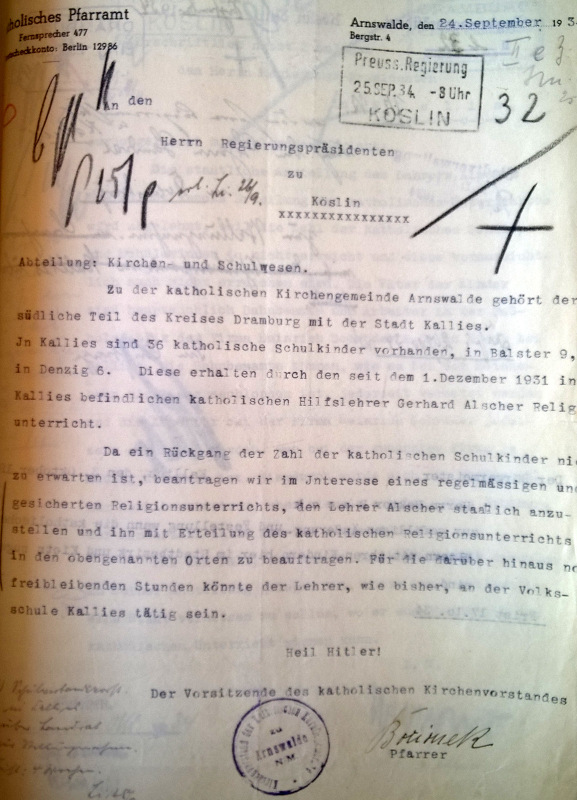 holisches Pfarramt
Fernsprecher 477
scheckkonto: Berlin 12986
Arnswalde, den 24.September 193
Bergstr. 4
Preuss. Regierung
25.SEP.34. -8Uhr
KÖSLIN
II e 3
32
An den
Herrn Regierungspräsidenten
zu
Köslin
xxxxxxxxxxxxxxxx
Abteilung: Kirchen- und Schulwesen.
Zu der katholischen Kirchengemeinde Arnswalde gehört der
südliche Teil des Kreises Dramburg mit der Stadt Kallies.
Jn Kallies sind 36 katholische Schulkinder vorhanden, in Balster 9,
in Denzig 6. Diese erhalten durch den seit dem 1.Dezember 1931 in
Kallies befindlichen katholischen Hilfslehrer Gerhard Alscher Relig
unterricht.
Da ein Rückgang der Zahl der katholischen Schulkinder ni
zu erwarten ist, beantragen wir im Jnteresse eines regelmässigen und
gesicherten Religionsunterrichts, den Lehrer Alscher staalich anzu-
stellen und ihn mit Erteilung des katholischen Religionsunterrichts
in den obengenannten Orten zu beauftragen. Für die darüber hinaus no
freibleibenden Stunden könnte der Lehrer, wie bisher, an der Volks-
schule Kallies tätig sein.
Heil Hitler!
Der Vorsitzende des katholischen Kirchenvorstandes
Pfarrer
zu
Arnswalde
N M